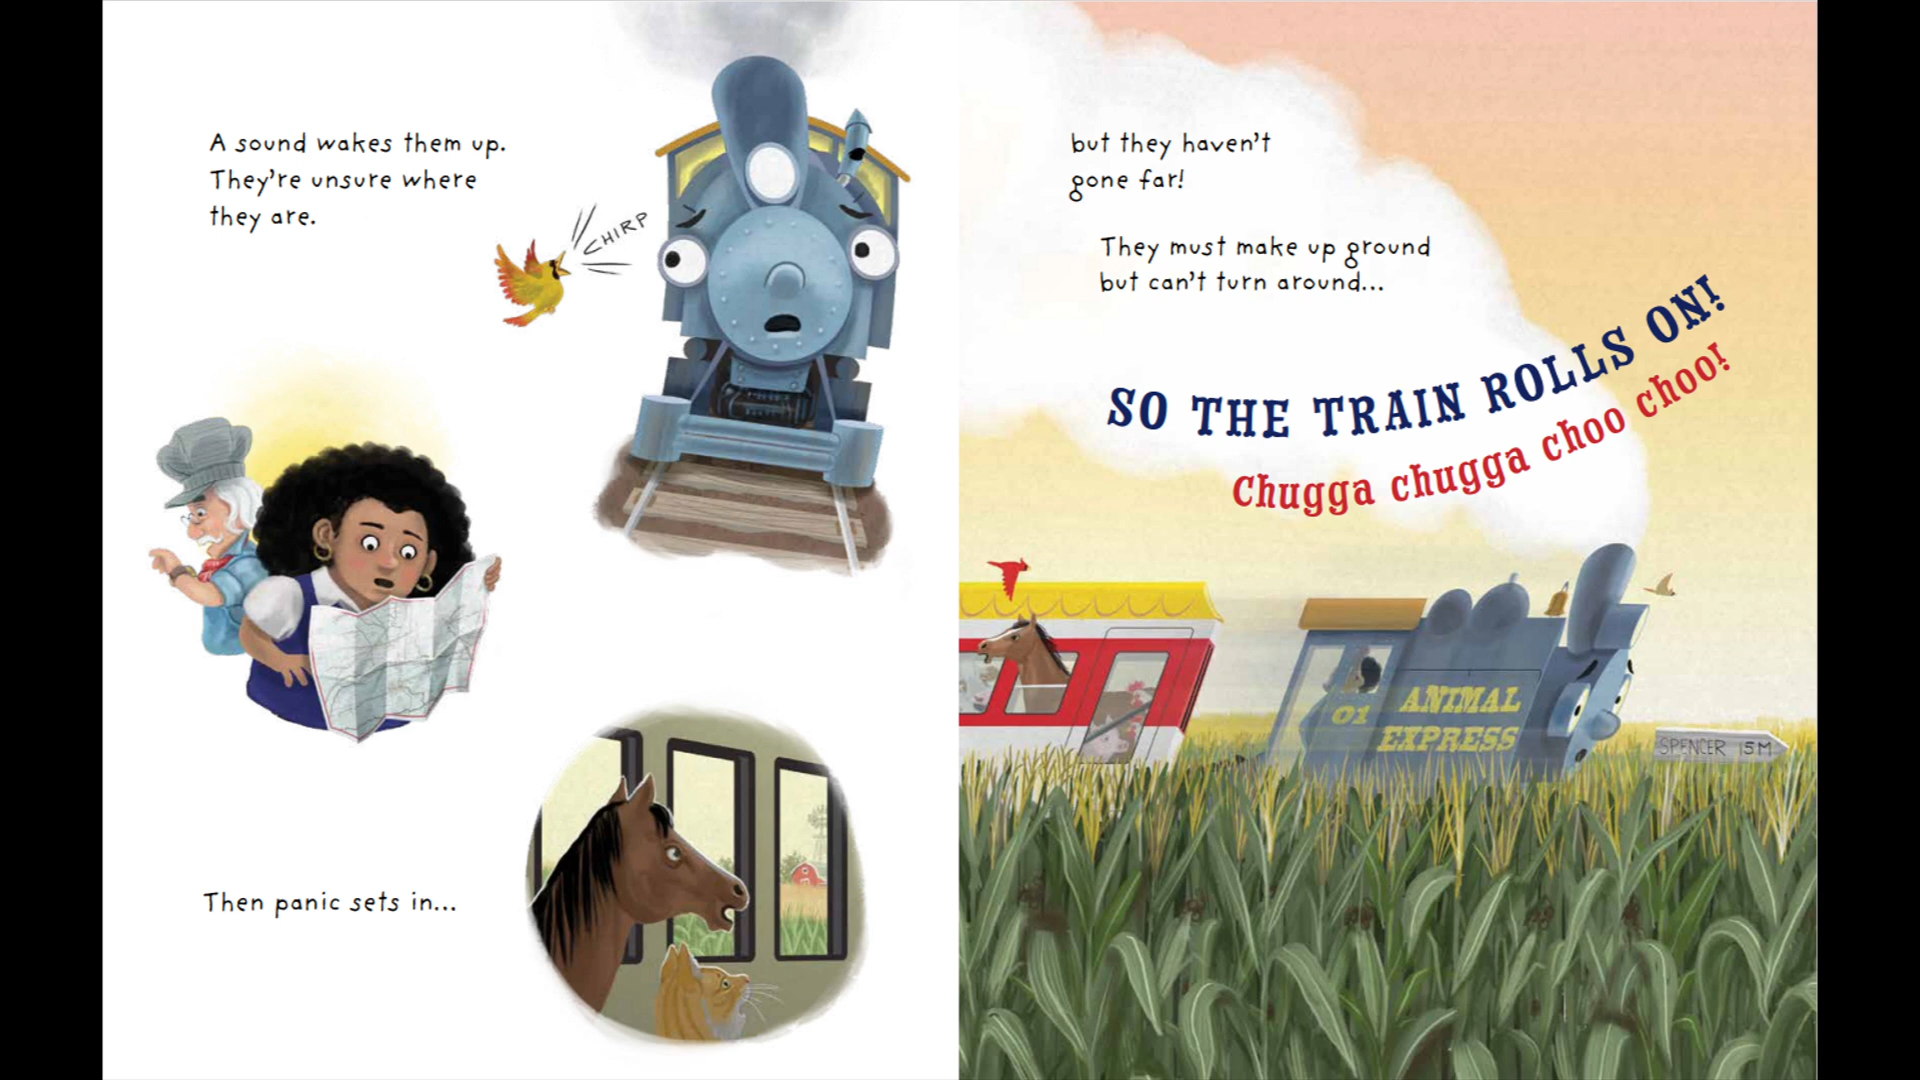 A sound wakes them up.
They're unsure where
they are.
CHIRP
Then panic sets in...
but they haven't
gone far!
They must make up ground
but can't turn around...
SO THE TRAIN ROLLS ON!
Chugga chugga choo choo!
01
ANIMAL
EXPRESS
SPENCER 15M